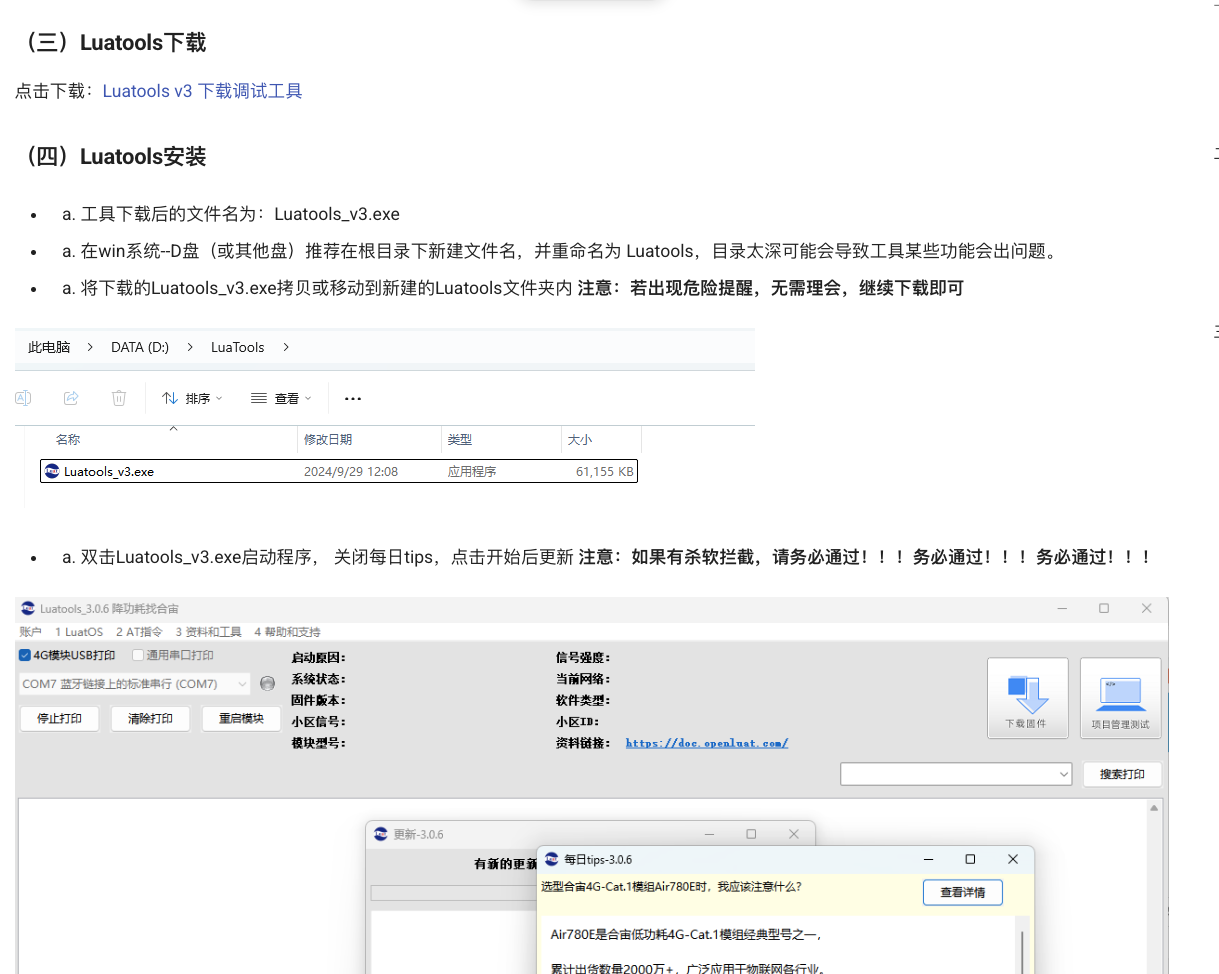 （三）Luatools下载
点击下载：Luatools v3 下载调试工具
（四）Luatools安装
• a. 工具下载后的文件名为：Luatools_v3.exe
• a. 在win系统--D盘（或其他盘）推荐在根目录下新建文件名，并重命名为 Luatools，目录太深可能会导致工具某些功能会出问题。
• a. 将下载的Luatools_v3.exe拷贝或移动到新建的Luatools文件夹内 注意：若出现危险提醒，无需理会，继续下载即可
此电脑 > DATA (D:) > LuaTools >
排序 查看 ···
名称 修改日期 类型 大小
Luatools_v3.exe 2024/9/29 12:08 应用程序 61,155 KB
• a. 双击Luatools_v3.exe启动程序， 关闭每日tips，点击开始后更新 注意：如果有杀软拦截，请务必通过！！！务必通过！！！务必通过！！！
Luatools_3.0.6 降功耗找合宙
账户 1 LuatOS 2 AT指令 3 资料和工具 4 帮助和支持
4G模块USB打印 通用串口打印 启动原因： 信号强度：
COM7 蓝牙链接上的标准串行 (COM7) 系统状态： 当前网络：
固件版本： 软件类型：
停止打印 清除打印 重启模块 小区信号： 小区ID：
下载固件 项目管理测试
模块型号： 资料链接： https://doc.openluat.com/
搜索打印
更新-3.0.6
有新的更新
每日tips-3.0.6
选型合宙4G-Cat.1模组Air780E时，我应该注意什么？ 查看详情
Air780E是合宙低功耗4G-Cat.1模组经典型号之一，
累计出货数量2000万+，广泛应用于物联网各行业。